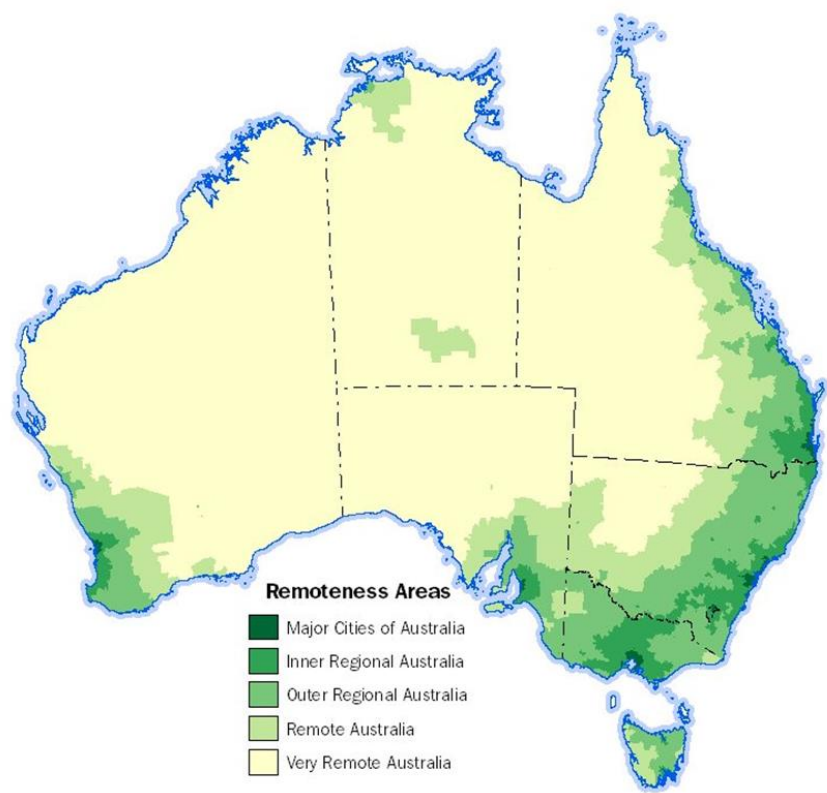 Remoteness Areas
Major Cities of Australia
Inner Regional Australia
Outer Regional Australia
Remote Australia
Very Remote Australia